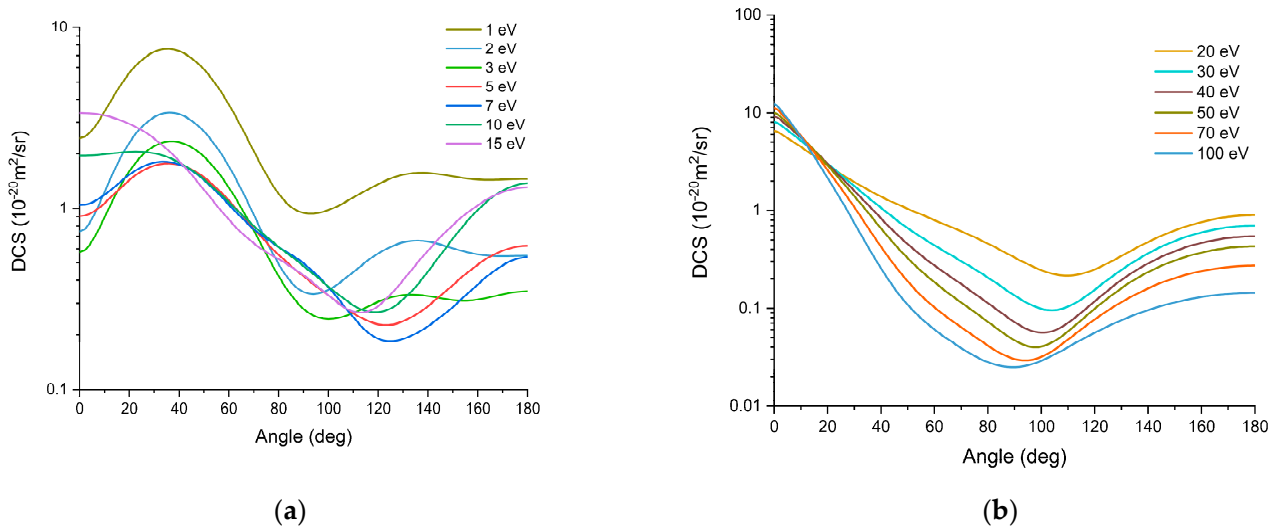 10
1
0.1
DCS (10⁻²⁰m²/sr)
0 20 40 60 80 100 120 140 160 180
Angle (deg)
1 eV
2 eV
3 eV
5 eV
7 eV
10 eV
15 eV
(a)
100
10
1
0.1
0.01
DCS (10⁻²⁰m²/sr)
0 20 40 60 80 100 120 140 160 180
Angle (deg)
20 eV
30 eV
40 eV
50 eV
70 eV
100 eV
(b)